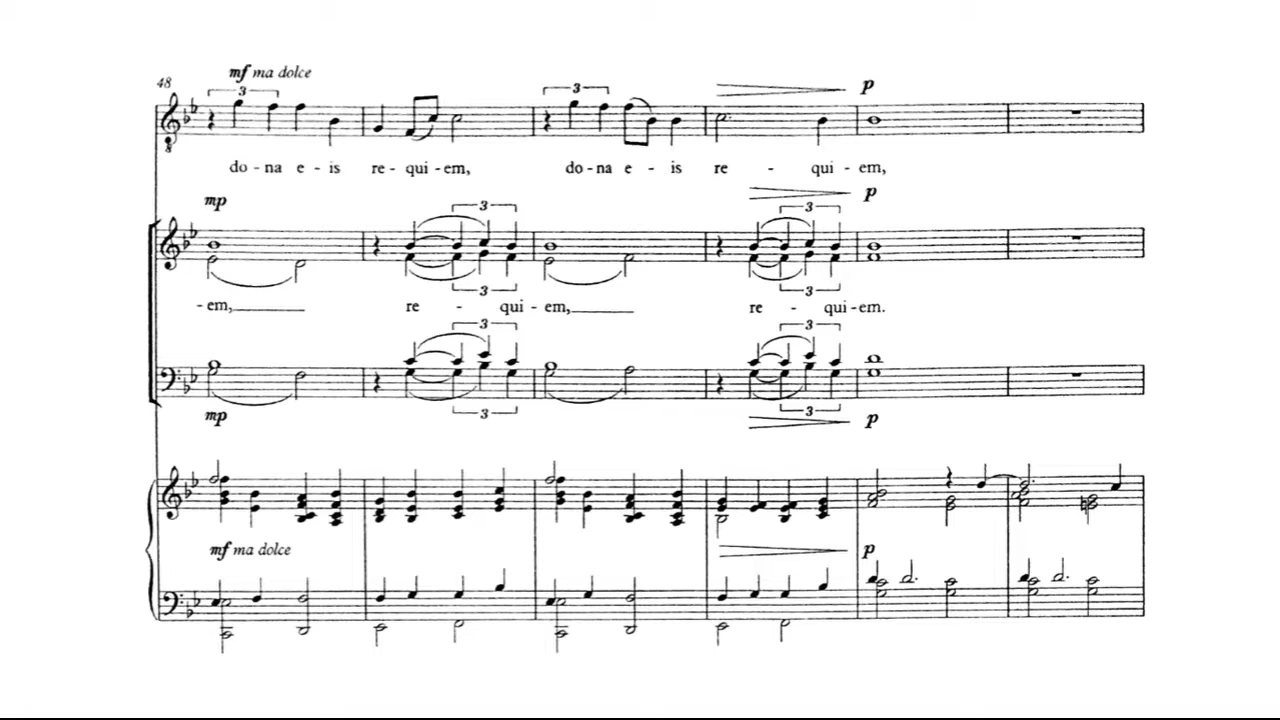 48
mf ma dolce
3 3
do - na e - is re - qui - em, do - na e - is re - qui - em,
p
mp
3 3
p
3 3
- em, re - qui - em, re - qui - em.
3 3
mp
3 3
p
mf ma dolce
p